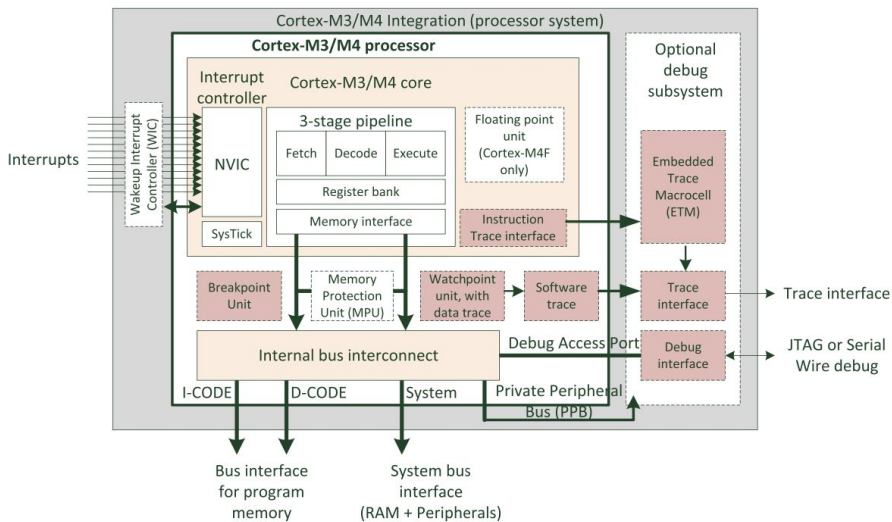 Cortex-M3/M4 Integration (processor system)
Cortex-M3/M4 processor
Optional
debug
subsystem
Interrupt
controller
Cortex-M3/M4 core
Interrupts
Wakeup Interrupt
Controller (WIC)
NVIC
SysTick
3-stage pipeline
Fetch
Decode
Execute
Register bank
Memory interface
Floating point
unit
(Cortex-M4F
only)
Instruction
Trace interface
Embedded
Trace
Macrocell
(ETM)
Breakpoint
Unit
Memory
Protection
Unit (MPU)
Watchpoint
unit, with
data trace
Software
trace
Trace
interface
Trace interface
Internal bus interconnect
Debug Access Port
Debug
interface
JTAG or Serial
Wire debug
I-CODE
D-CODE
System
Private Peripheral
Bus (PPB)
Bus interface
for program
memory
System bus
interface
(RAM + Peripherals)